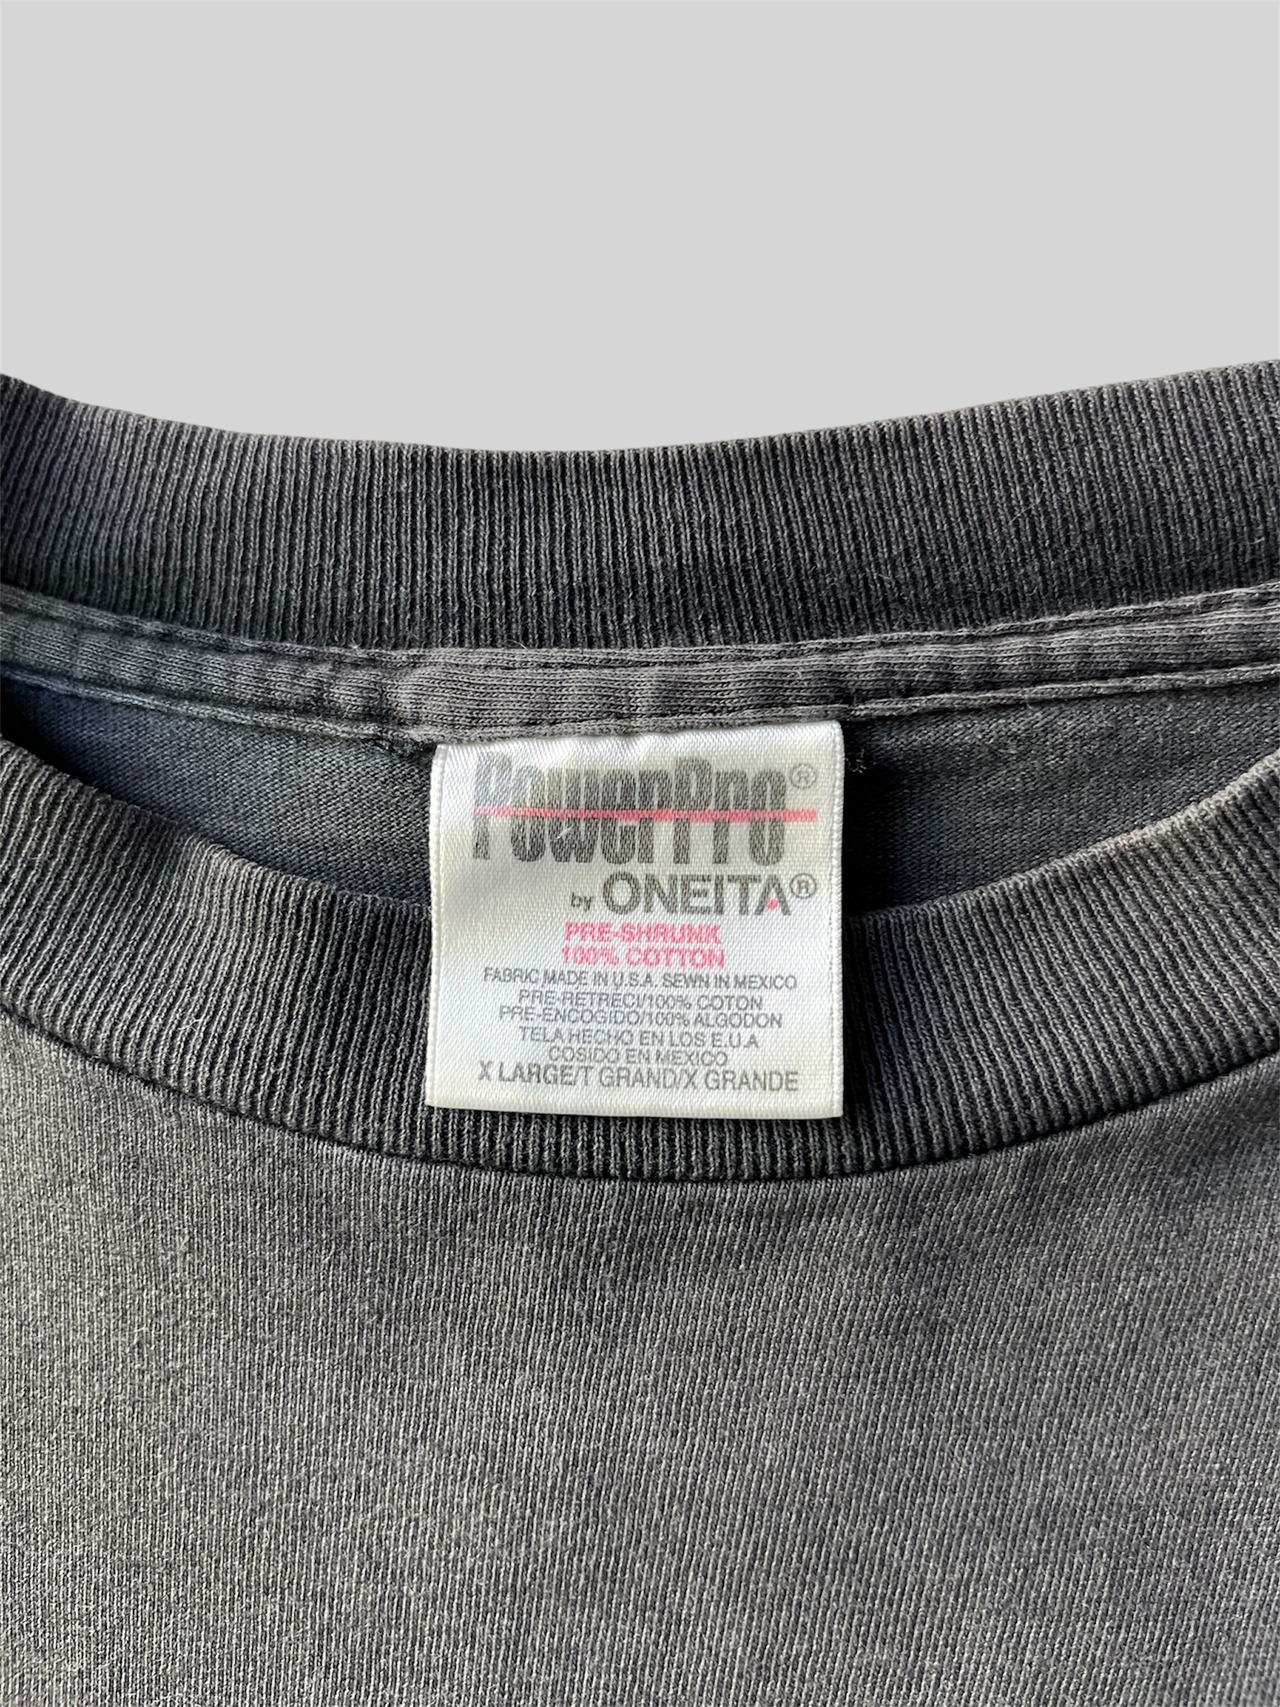 PowerPro®
by ONEITA®
PRE-SHRUNK
100% COTTON
FABRIC MADE IN U.S.A. SEWN IN MEXICO
PRE-RETRECI/100% COTON
PRE-ENCOGIDO/100% ALGODON
TELA HECHO EN LOS E.U.A
COSIDO EN MEXICO
X LARGE/T GRAND/X GRANDE